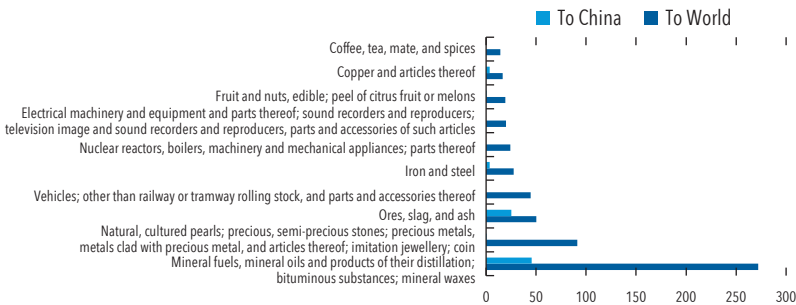 To China To World
Coffee, tea, mate, and spices
Copper and articles thereof
Fruit and nuts, edible; peel of citrus fruit or melons
Electrical machinery and equipment and parts thereof; sound recorders and reproducers;
television image and sound recorders and reproducers, parts and accessories of such articles
Nuclear reactors, boilers, machinery and mechanical appliances; parts thereof
Iron and steel
Vehicles; other than railway or tramway rolling stock, and parts and accessories thereof
Ores, slag, and ash
Natural, cultured pearls; precious, semi-precious stones; precious metals,
metals clad with precious metal, and articles thereof; imitation jewellery; coin
Mineral fuels, mineral oils and products of their distillation;
bituminous substances; mineral waxes
0 50 100 150 200 250 300